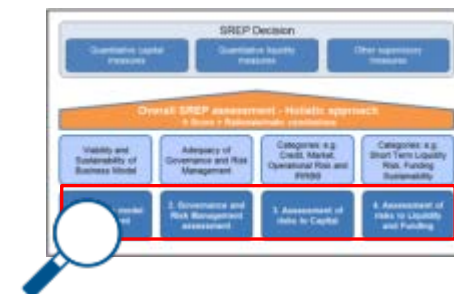 SREP Decision
Quantitative capital
measures
Quantitative liquidity
measures
Other supervisory
measures
Overall SREP assessment - Holistic approach
Viability and
Sustainability of
Business Model
Adequacy of
Governance and Risk
Management
Categories: e.g.
Credit, Market,
Operational Risk and
IRRBB
Categories: e.g.
Short Term Liquidity
Risk, Funding
Sustainability
model
2. Governance and
Risk Management
assessment
3. Assessment of
risks to Capital
4. Assessment of
risks to Liquidity
and Funding